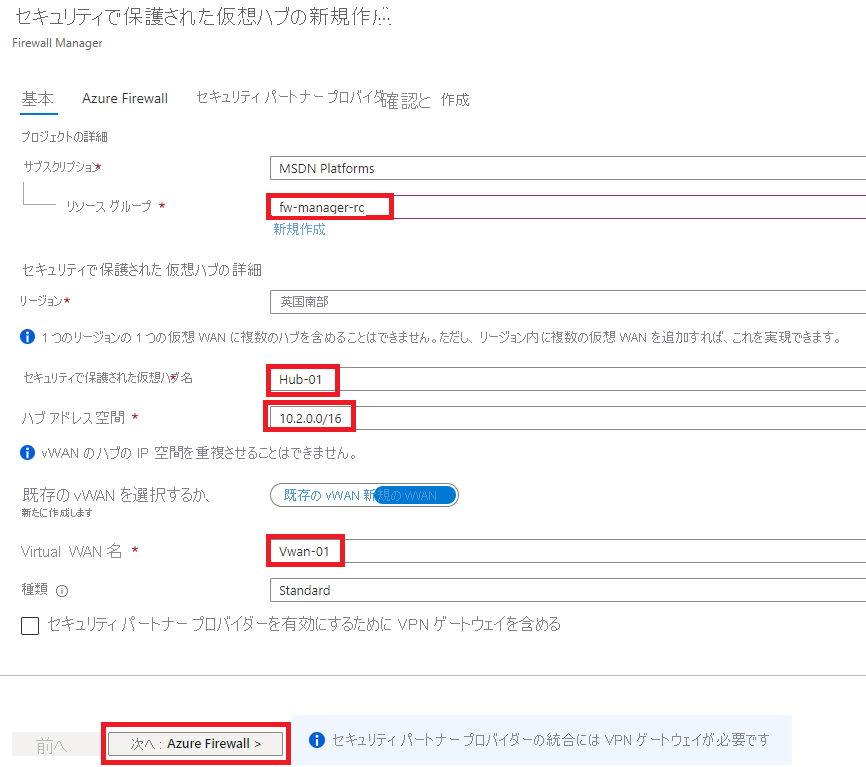 セキュリティで保護された仮想ハブの新規作成...
Firewall Manager
基本 Azure Firewall セキュリティ パートナー プロバイダ 確認と 作成
プロジェクトの詳細
サブスクリプション* MSDN Platforms
リソース グループ * fw-manager-rg
新規作成
セキュリティで保護された 仮想ハブの詳細
リージョン* 英国南部
1 つのリージョンの 1 つの仮想 WAN に複数のハブを含めることはできません。ただし、リージョン内に複数の仮想 WAN を追加すれば、これを実現できます。
セキュリティで保護された仮想ハブ名 * Hub-01
ハブ アドレス空間 * 10.2.0.0/16
vWAN のハブの IP 空間を重複させることはできません。
既存の vWAN を選択するか、 既存の vWAN 新規の vWAN
新たに作成します
Virtual WAN 名 * Vwan-01
種類 Standard
セキュリティ パートナー プロバイダーを有効にするために VPN ゲートウェイを含める
前へ 次へ : Azure Firewall > セキュリティ パートナー プロバイダーの統合には VPN ゲートウェイが必要です